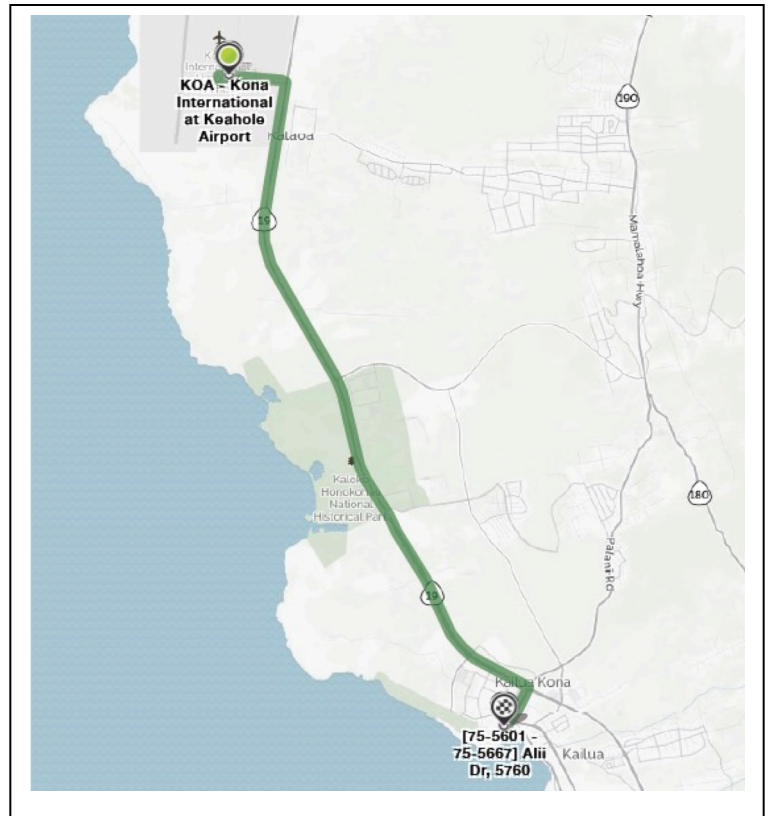 KOA - Kona
International
at Keahole
Airport
Kalaoa
190
19
Mamalahoa Hwy
Kaloko
Honokohau
National
Historical Park
180
19
Palani Rd
Kailua Kona
[75-5601 -
75-5667] Alii
Dr, 5760
Kailua